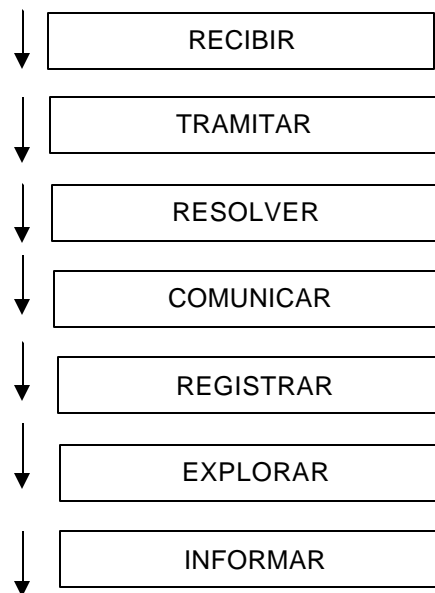 RECIBIR
TRAMITAR
RESOLVER
COMUNICAR
REGISTRAR
EXPLORAR
INFORMAR